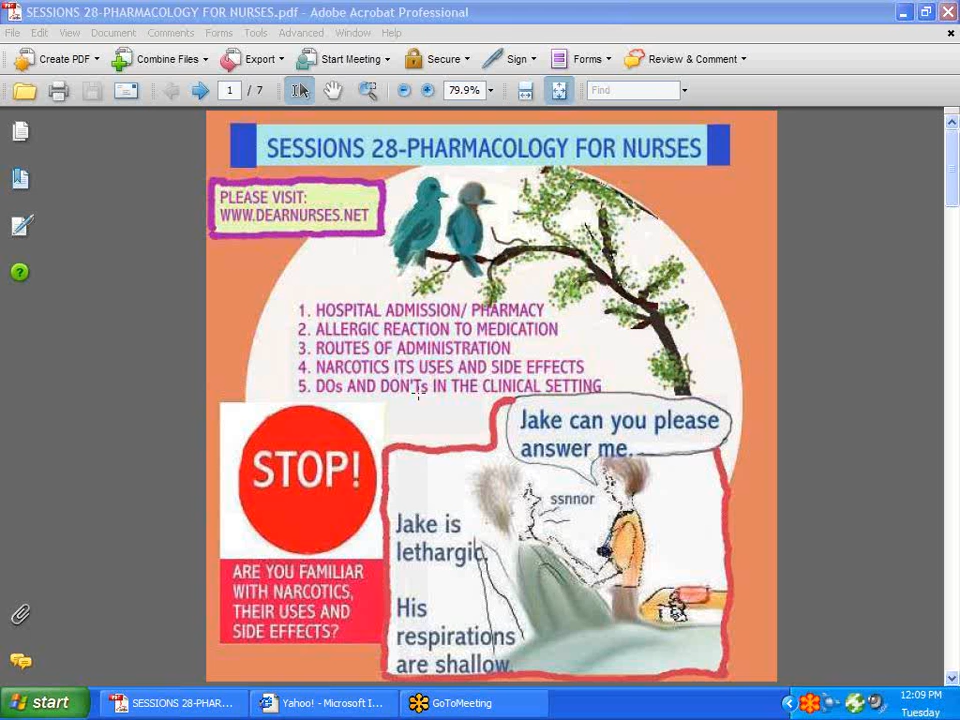 SESSIONS 28-PHARMACOLOGY FOR NURSES.pdf - Adobe Acrobat Professional
File Edit View Document Comments Forms Tools Advanced Window Help
Create PDF Combine Files Export Start Meeting Secure Sign Forms Review & Comment
1 / 7 79.9% Find
SESSIONS 28-PHARMACOLOGY FOR NURSES
PLEASE VISIT:
WWW.DEARNURSES.NET
1. HOSPITAL ADMISSION/ PHARMACY
2. ALLERGIC REACTION TO MEDICATION
3. ROUTES OF ADMINISTRATION
4. NARCOTICS ITS USES AND SIDE EFFECTS
5. DOs AND DON'Ts IN THE CLINICAL SETTING
STOP!
ARE YOU FAMILIAR
WITH NARCOTICS,
THEIR USES AND
SIDE EFFECTS?
Jake can you please
answer me.
ssnnor
Jake is
lethargic.
His
respirations
are shallow.
start SESSIONS 28-PHAR... Yahoo! - Microsoft I... GoToMeeting 12:09 PM
Tuesday